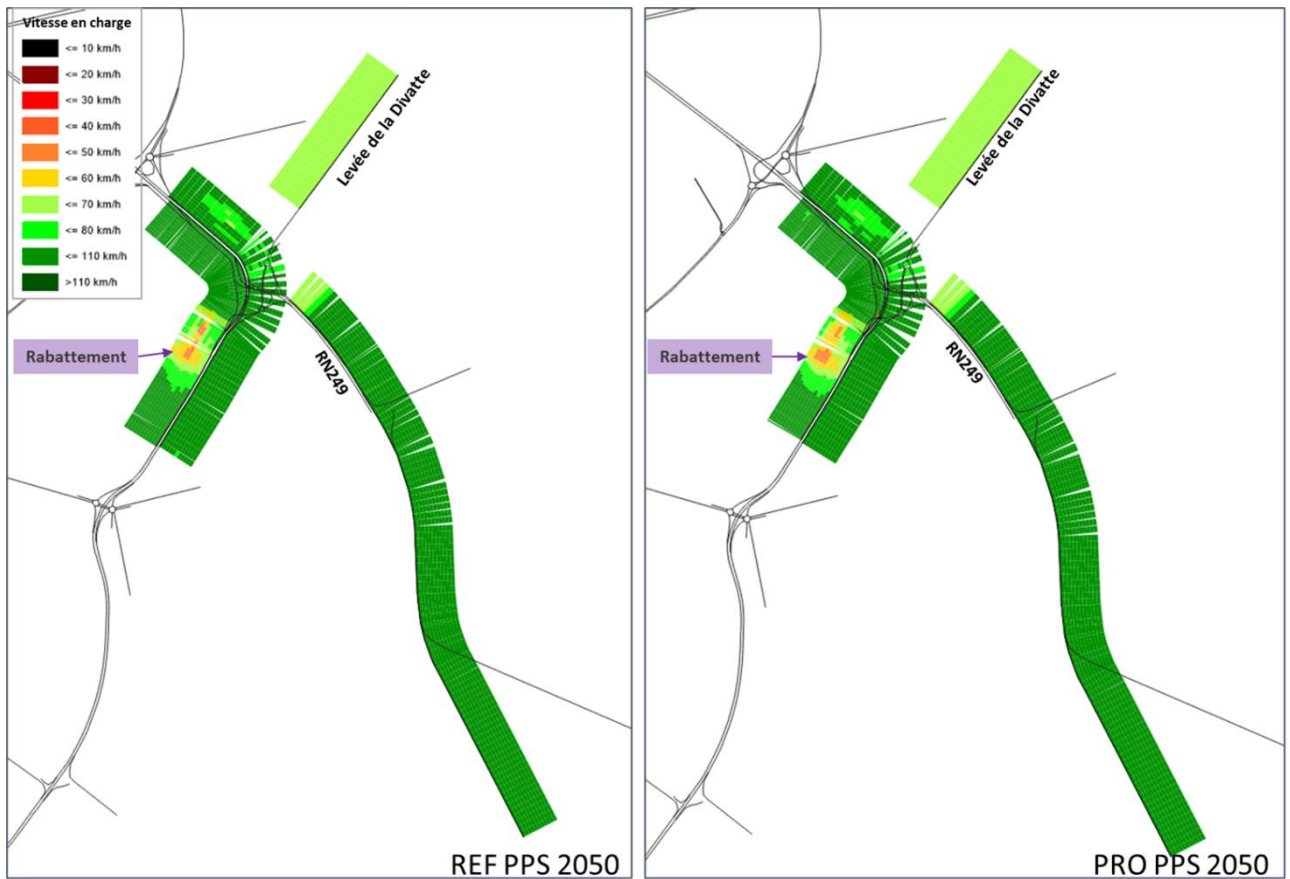 Vitesse en charge
<= 10 km/h
<= 20 km/h
<= 30 km/h
<= 40 km/h
<= 50 km/h
<= 60 km/h
<= 70 km/h
<= 80 km/h
<= 110 km/h
>110 km/h
Levée de la Divatte
Rabattement
RN249
REF PPS 2050
Levée de la Divatte
Rabattement
RN249
PRO PPS 2050